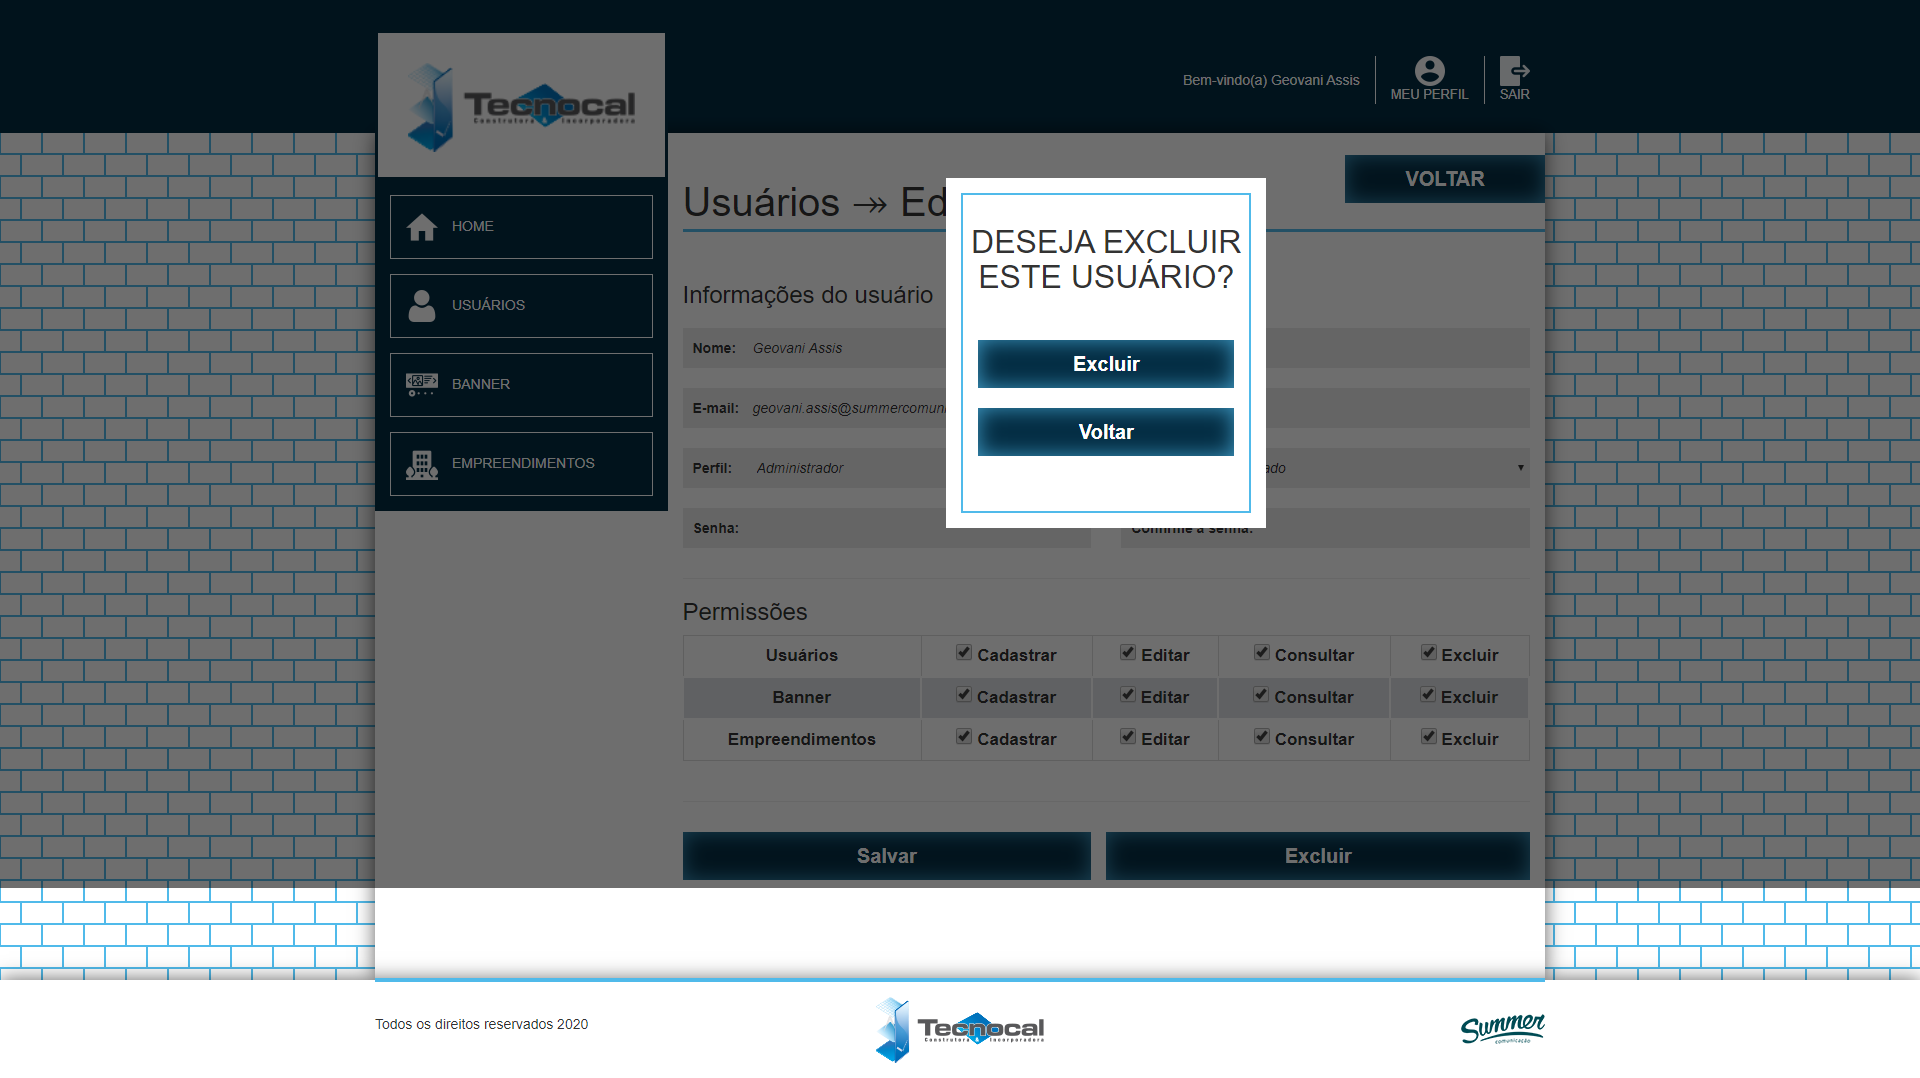 Tecnocal
Construtora & Incorporadora
Bem-vindo(a) Geovani Assis
MEU PERFIL
SAIR
VOLTAR
HOME
USUÁRIOS
BANNER
EMPREENDIMENTOS
Usuários ↠ Ed
DESEJA EXCLUIR
ESTE USUÁRIO?
Excluir
Voltar
Informações do usuário
Nome: Geovani Assis
E-mail: geovani.assis@summercomuni
Perfil: Administrador
ado
Senha:
Confirme a senha:
Permissões
Usuários Cadastrar Editar Consultar Excluir
Banner Cadastrar Editar Consultar Excluir
Empreendimentos Cadastrar Editar Consultar Excluir
Salvar Excluir
Todos os direitos reservados 2020
Tecnocal
Construtora & Incorporadora
Summer
comunicação